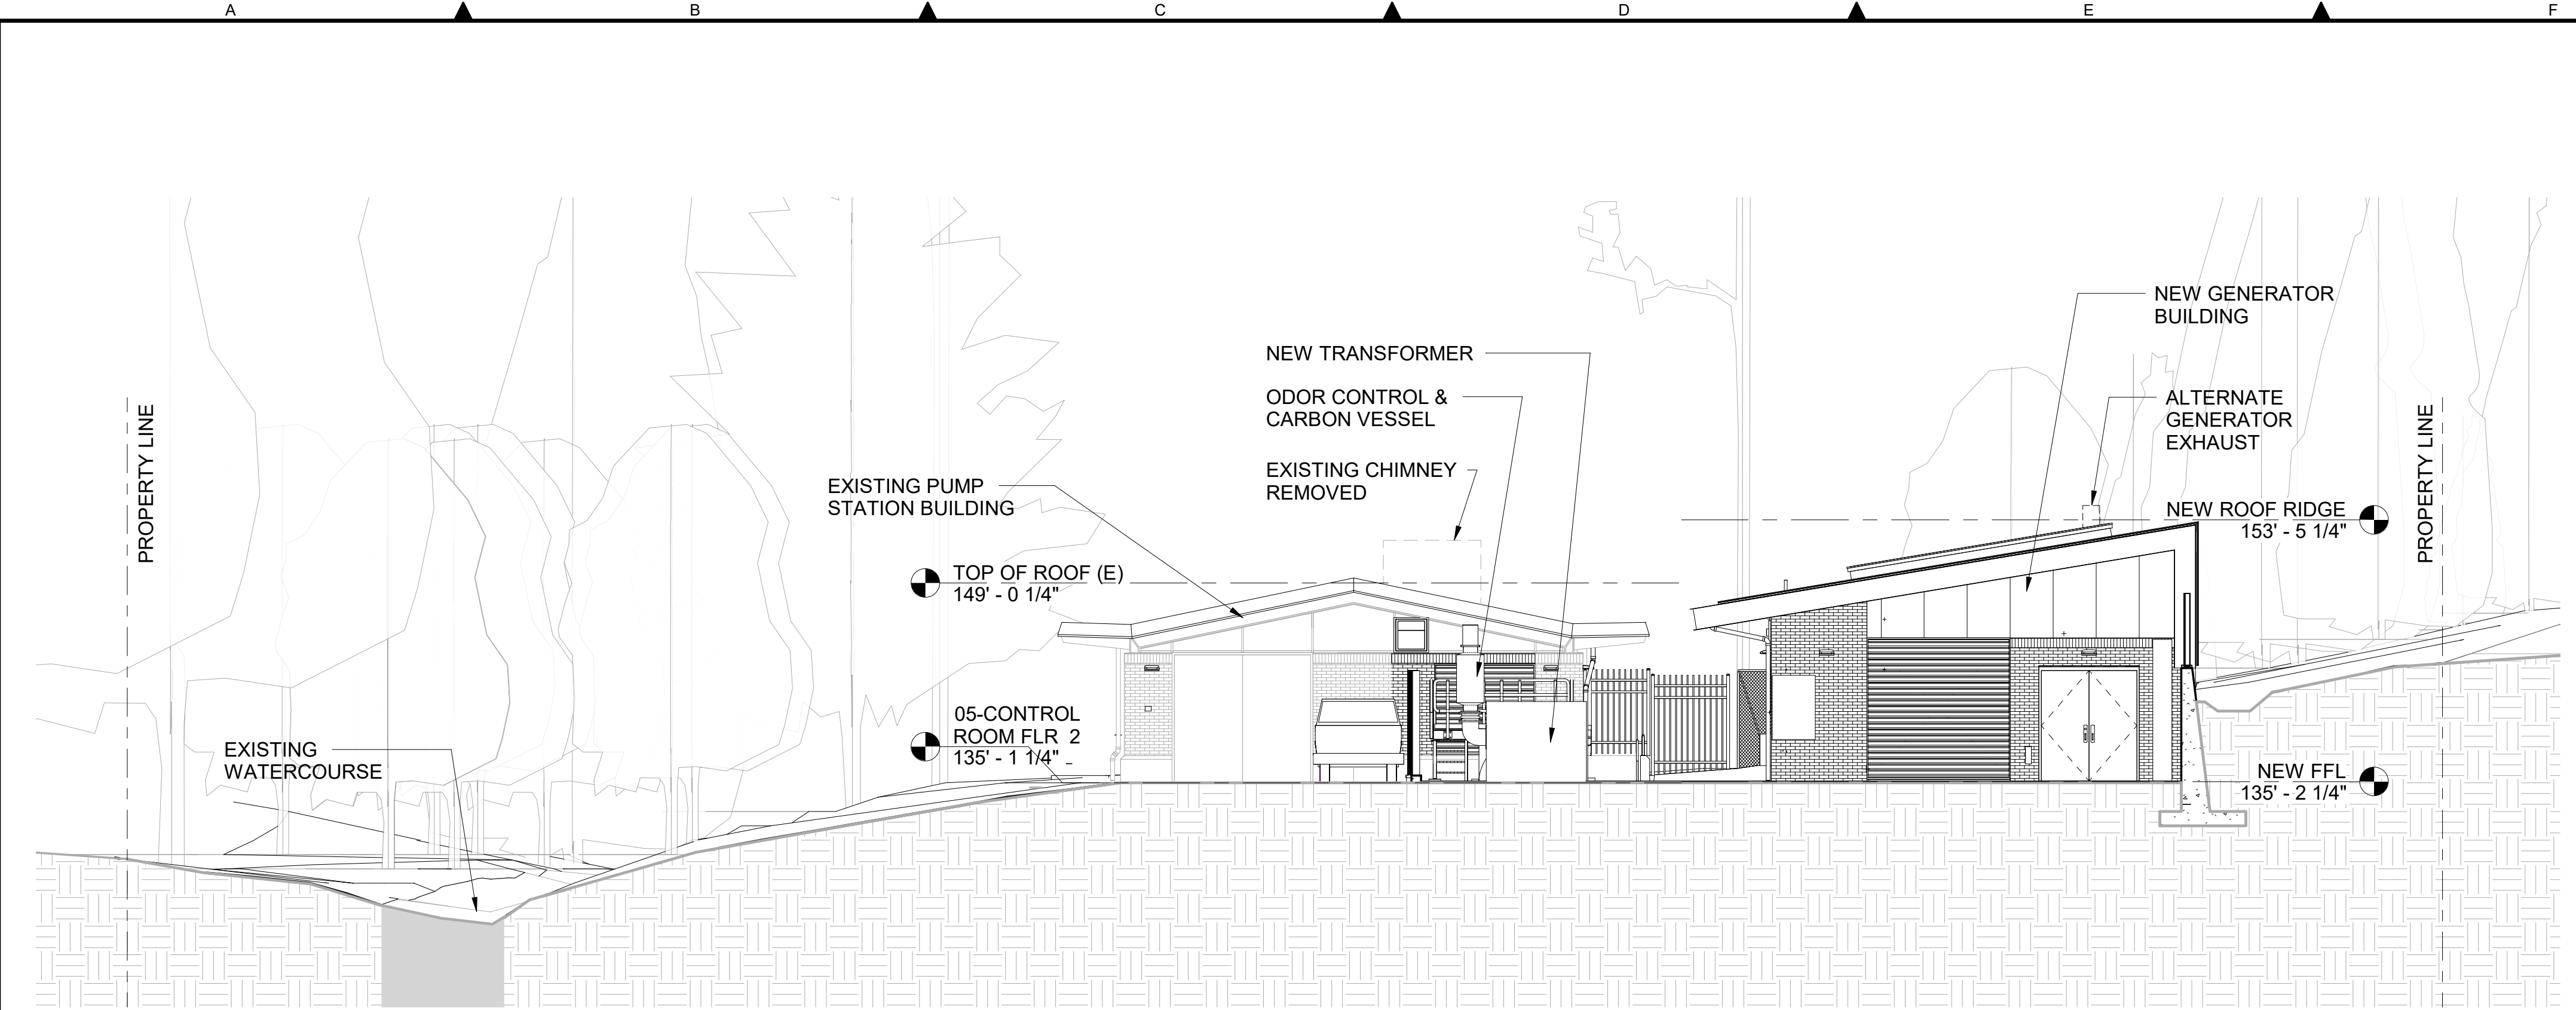 A B C D E F
NEW GENERATOR
BUILDING
NEW TRANSFORMER
ODOR CONTROL &
CARBON VESSEL
ALTERNATE
GENERATOR
EXHAUST
PROPERTY LINE
PROPERTY LINE
EXISTING CHIMNEY
REMOVED
EXISTING PUMP
STATION BUILDING
NEW ROOF RIDGE
153' - 5 1/4"
TOP OF ROOF (E)
149' - 0 1/4"
05-CONTROL
ROOM FLR 2
135' - 1 1/4"
EXISTING
WATERCOURSE
NEW FFL
135' - 2 1/4"